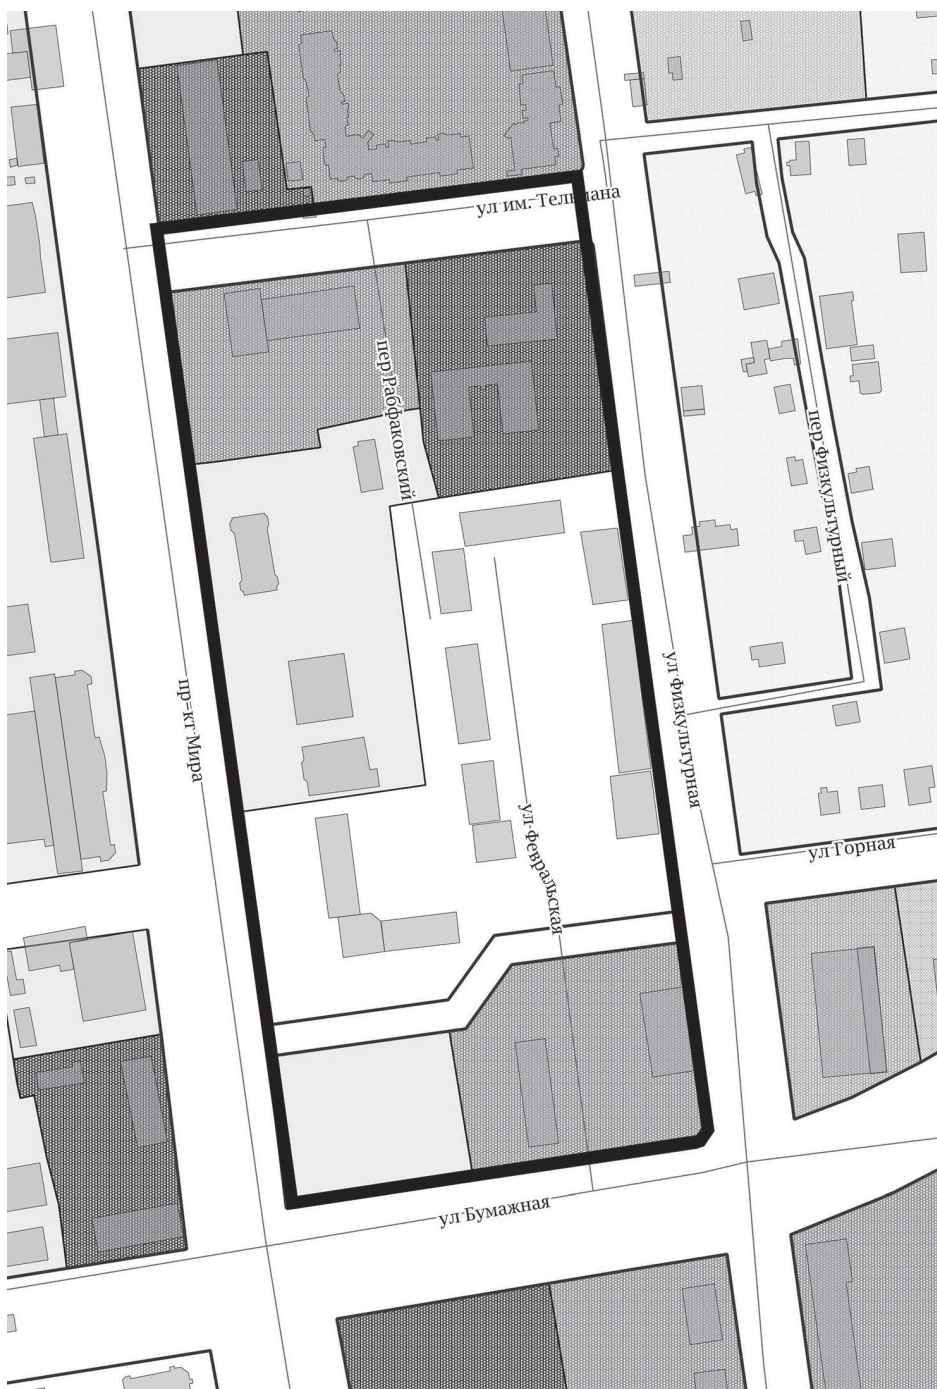 ул им. Тельмана
пер Рабфаковский
пер Физкультурный
пр-кт Мира
ул Физкультурная
ул Февральская
ул Горная
ул Бумажная